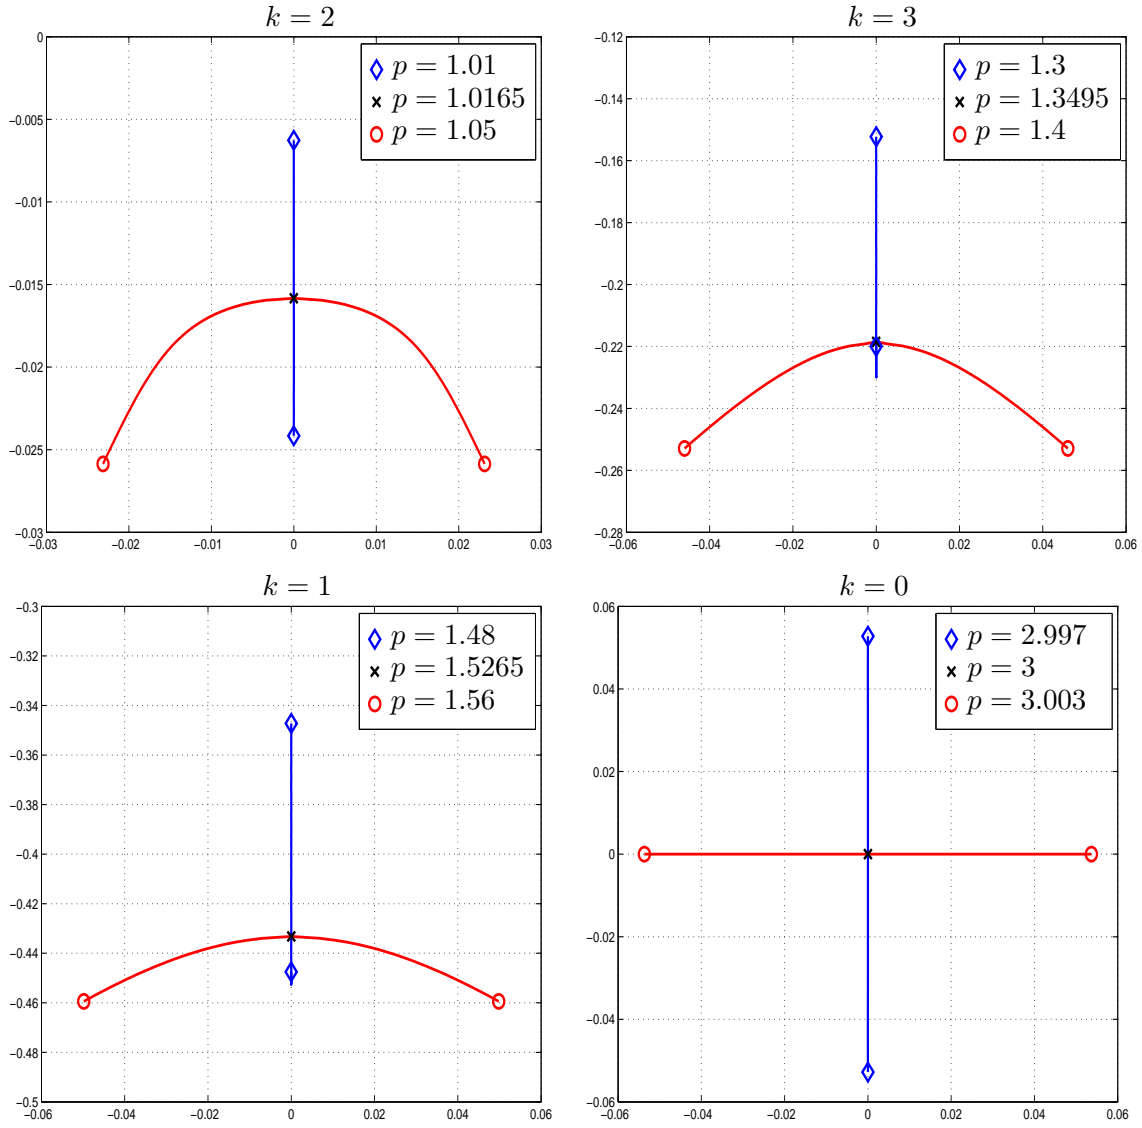 k = 2
0
−0.005
−0.01
−0.015
−0.02
−0.025
−0.03
−0.03 −0.02 −0.01 0 0.01 0.02 0.03
p = 1.01
p = 1.0165
p = 1.05
k = 3
−0.12
−0.14
−0.16
−0.18
−0.2
−0.22
−0.24
−0.26
−0.28
−0.06 −0.04 −0.02 0 0.02 0.04 0.06
p = 1.3
p = 1.3495
p = 1.4
k = 1
−0.3
−0.32
−0.34
−0.36
−0.38
−0.4
−0.42
−0.44
−0.46
−0.48
−0.5
−0.06 −0.04 −0.02 0 0.02 0.04 0.06
p = 1.48
p = 1.5265
p = 1.56
k = 0
0.06
0.04
0.02
0
−0.02
−0.04
−0.06
−0.06 −0.04 −0.02 0 0.02 0.04 0.06
p = 2.997
p = 3
p = 3.003